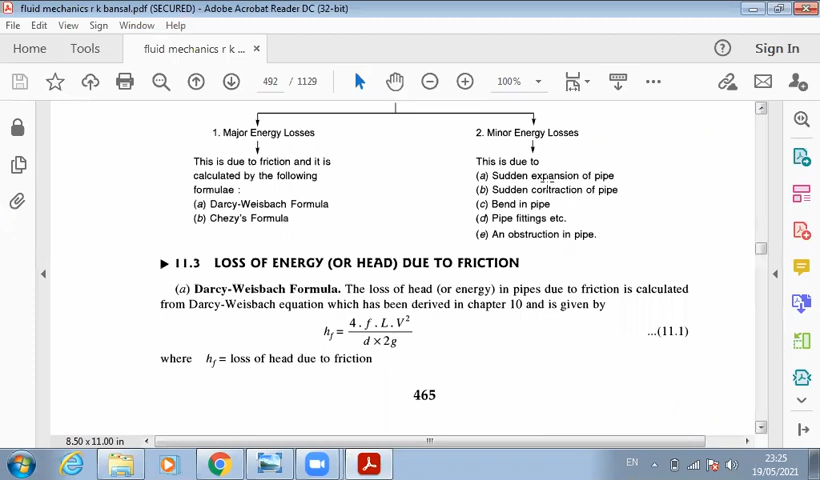 fluid mechanics r k bansal.pdf (SECURED) - Adobe Acrobat Reader DC (32-bit)
File Edit View Sign Window Help
Home Tools fluid mechanics r k ... × Sign In
492 / 1129 100%
1. Major Energy Losses
This is due to friction and it is
calculated by the following
formulae :
(a) Darcy-Weisbach Formula
(b) Chezy's Formula
2. Minor Energy Losses
This is due to
(a) Sudden expansion of pipe
(b) Sudden contraction of pipe
(c) Bend in pipe
(d) Pipe fittings etc.
(e) An obstruction in pipe.
▶ 11.3 LOSS OF ENERGY (OR HEAD) DUE TO FRICTION
(a) Darcy-Weisbach Formula. The loss of head (or energy) in pipes due to friction is calculated
from Darcy-Weisbach equation which has been derived in chapter 10 and is given by
h_f = 4 . f . L . V² / d × 2g ...(11.1)
where h_f = loss of head due to friction
465
8.50 x 11.00 in
EN 23:25
19/05/2021